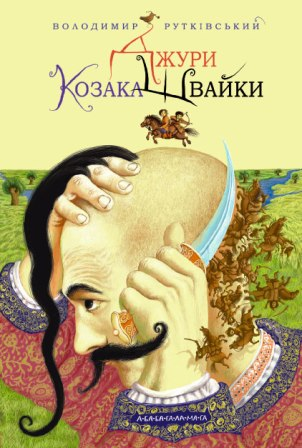 ВОЛОДИМИР РУТКІВСЬКИЙ
ДЖУРИ
КОЗАКА ШВАЙКИ
А-БА-БА-ГА-ЛА-МА-ГА